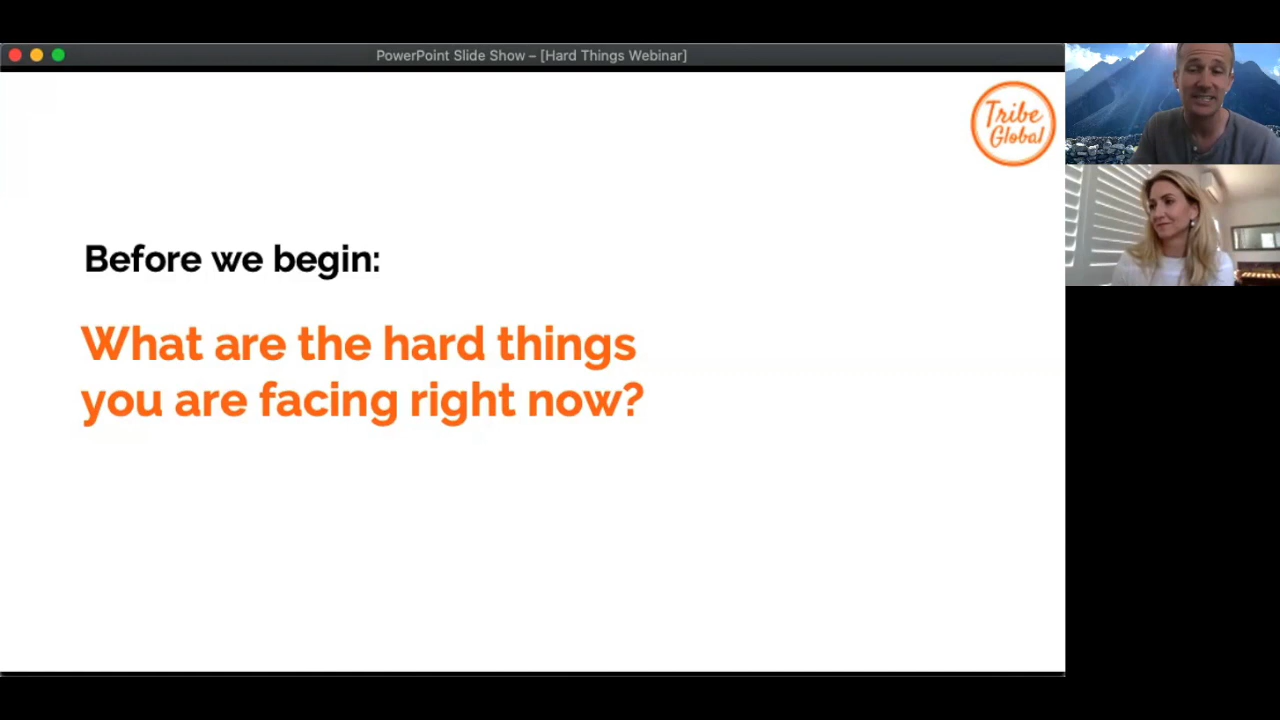 PowerPoint Slide Show – [Hard Things Webinar]
Tribe
Global
Before we begin:
What are the hard things
you are facing right now?